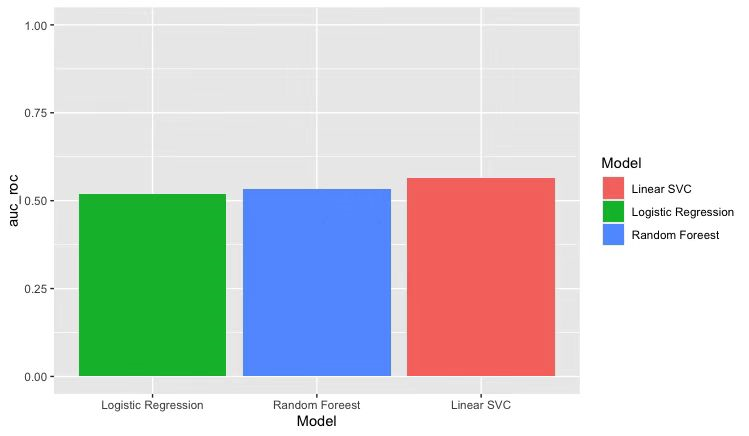 1.00
0.75
0.50
0.25
0.00
auc_roc
Logistic Regression
Random Foreest
Linear SVC
Model
Model
Linear SVC
Logistic Regression
Random Foreest